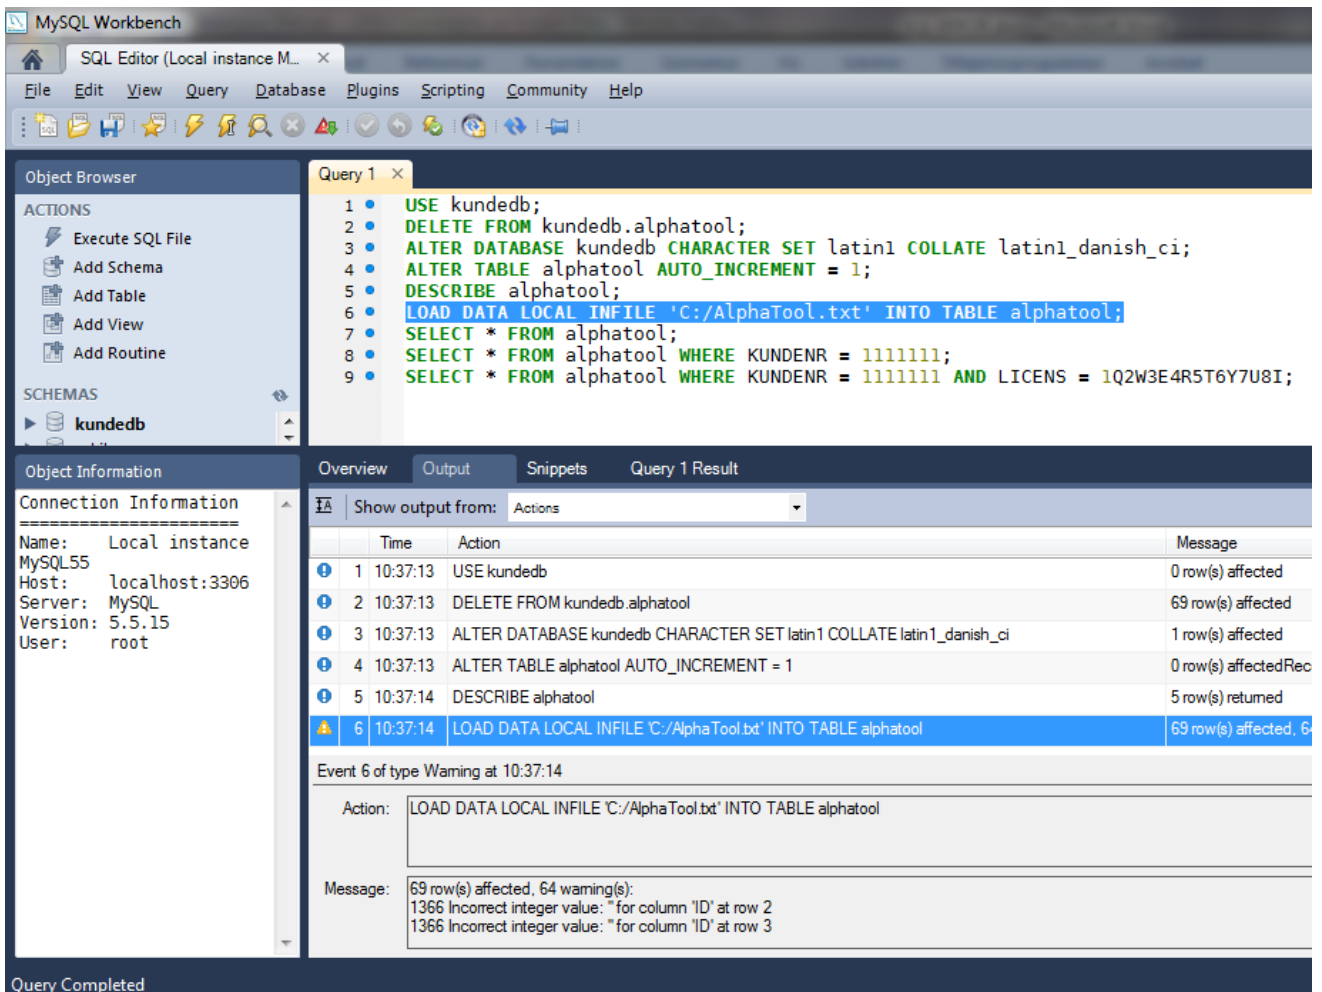 MySQL Workbench
SQL Editor (Local instance M...
File Edit View Query Database Plugins Scripting Community Help
Object Browser
ACTIONS
Execute SQL File
Add Schema
Add Table
Add View
Add Routine
SCHEMAS
kundedb
Query 1
1 USE kundedb;
2 DELETE FROM kundedb.alphatool;
3 ALTER DATABASE kundedb CHARACTER SET latin1 COLLATE latin1_danish_ci;
4 ALTER TABLE alphatool AUTO_INCREMENT = 1;
5 DESCRIBE alphatool;
6 LOAD DATA LOCAL INFILE 'C:/AlphaTool.txt' INTO TABLE alphatool;
7 SELECT * FROM alphatool;
8 SELECT * FROM alphatool WHERE KUNDENR = 1111111;
9 SELECT * FROM alphatool WHERE KUNDENR = 1111111 AND LICENS = 1Q2W3E4R5T6Y7U8I;
Object Information
Connection Information
======================
Name: Local instance
MySQL55
Host: localhost:3306
Server: MySQL
Version: 5.5.15
User: root
Overview Output Snippets Query 1 Result
Show output from: Actions
Time Action Message
1 10:37:13 USE kundedb 0 row(s) affected
2 10:37:13 DELETE FROM kundedb.alphatool 69 row(s) affected
3 10:37:13 ALTER DATABASE kundedb CHARACTER SET latin1 COLLATE latin1_danish_ci 1 row(s) affected
4 10:37:13 ALTER TABLE alphatool AUTO_INCREMENT = 1 0 row(s) affectedRec
5 10:37:14 DESCRIBE alphatool 5 row(s) returned
6 10:37:14 LOAD DATA LOCAL INFILE 'C:/AlphaTool.txt' INTO TABLE alphatool 69 row(s) affected, 64
Event 6 of type Warning at 10:37:14
Action: LOAD DATA LOCAL INFILE 'C:/AlphaTool.txt' INTO TABLE alphatool
Message: 69 row(s) affected, 64 warning(s):
1366 Incorrect integer value: '' for column 'ID' at row 2
1366 Incorrect integer value: '' for column 'ID' at row 3
Query Completed